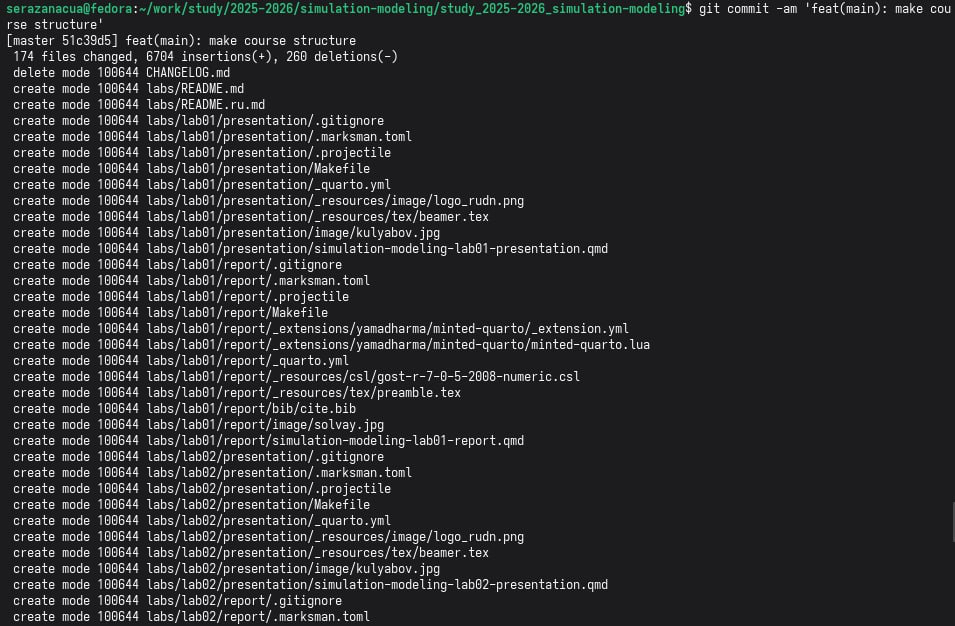 serazanacua@fedora:~/work/study/2025-2026/simulation-modeling/study_2025-2026_simulation-modeling$ git commit -am 'feat(main): make cou
rse structure'
[master 51c39d5] feat(main): make course structure
 174 files changed, 6704 insertions(+), 260 deletions(-)
 delete mode 100644 CHANGELOG.md
 create mode 100644 labs/README.md
 create mode 100644 labs/README.ru.md
 create mode 100644 labs/lab01/presentation/.gitignore
 create mode 100644 labs/lab01/presentation/.marksman.toml
 create mode 100644 labs/lab01/presentation/.projectile
 create mode 100644 labs/lab01/presentation/Makefile
 create mode 100644 labs/lab01/presentation/_quarto.yml
 create mode 100644 labs/lab01/presentation/_resources/image/logo_rudn.png
 create mode 100644 labs/lab01/presentation/_resources/tex/beamer.tex
 create mode 100644 labs/lab01/presentation/image/kulyabov.jpg
 create mode 100644 labs/lab01/presentation/simulation-modeling-lab01-presentation.qmd
 create mode 100644 labs/lab01/report/.gitignore
 create mode 100644 labs/lab01/report/.marksman.toml
 create mode 100644 labs/lab01/report/.projectile
 create mode 100644 labs/lab01/report/Makefile
 create mode 100644 labs/lab01/report/_extensions/yamadharma/minted-quarto/_extension.yml
 create mode 100644 labs/lab01/report/_extensions/yamadharma/minted-quarto/minted-quarto.lua
 create mode 100644 labs/lab01/report/_quarto.yml
 create mode 100644 labs/lab01/report/_resources/csl/gost-r-7-0-5-2008-numeric.csl
 create mode 100644 labs/lab01/report/_resources/tex/preamble.tex
 create mode 100644 labs/lab01/report/bib/cite.bib
 create mode 100644 labs/lab01/report/image/solvay.jpg
 create mode 100644 labs/lab01/report/simulation-modeling-lab01-report.qmd
 create mode 100644 labs/lab02/presentation/.gitignore
 create mode 100644 labs/lab02/presentation/.marksman.toml
 create mode 100644 labs/lab02/presentation/.projectile
 create mode 100644 labs/lab02/presentation/Makefile
 create mode 100644 labs/lab02/presentation/_quarto.yml
 create mode 100644 labs/lab02/presentation/_resources/image/logo_rudn.png
 create mode 100644 labs/lab02/presentation/_resources/tex/beamer.tex
 create mode 100644 labs/lab02/presentation/image/kulyabov.jpg
 create mode 100644 labs/lab02/presentation/simulation-modeling-lab02-presentation.qmd
 create mode 100644 labs/lab02/report/.gitignore
 create mode 100644 labs/lab02/report/.marksman.toml